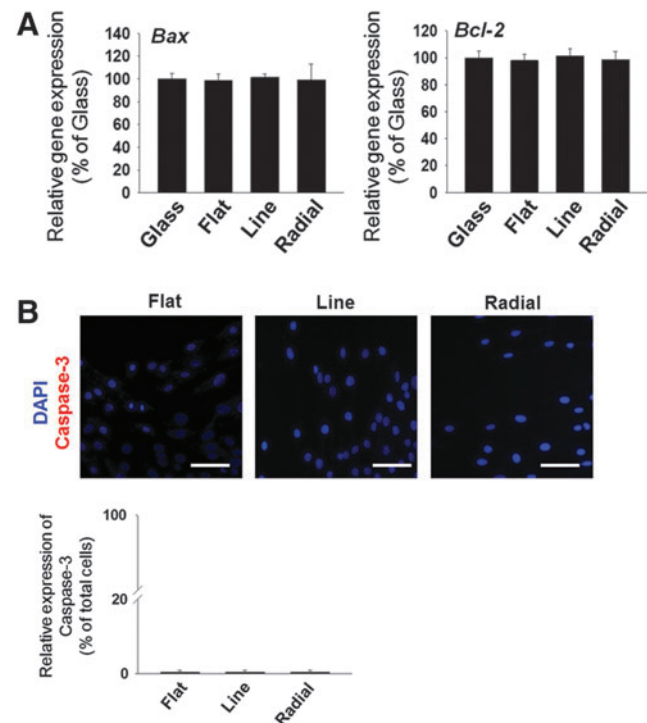 A
Bax
Relative gene expression
(% of Glass)
140
120
100
80
60
40
20
0
Glass
Flat
Line
Radial
Bcl-2
Relative gene expression
(% of Glass)
120
100
80
60
40
20
0
Glass
Flat
Line
Radial
B
Flat
Line
Radial
DAPI
Caspase-3
Relative expression of
Caspase-3
(% of total cells)
100
20
0
Flat
Line
Radial